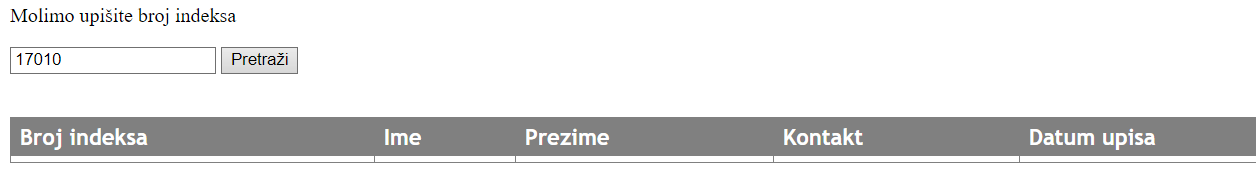 Molimo upišite broj indeksa
17010 Pretraži
Broj indeksa Ime Prezime Kontakt Datum upisa